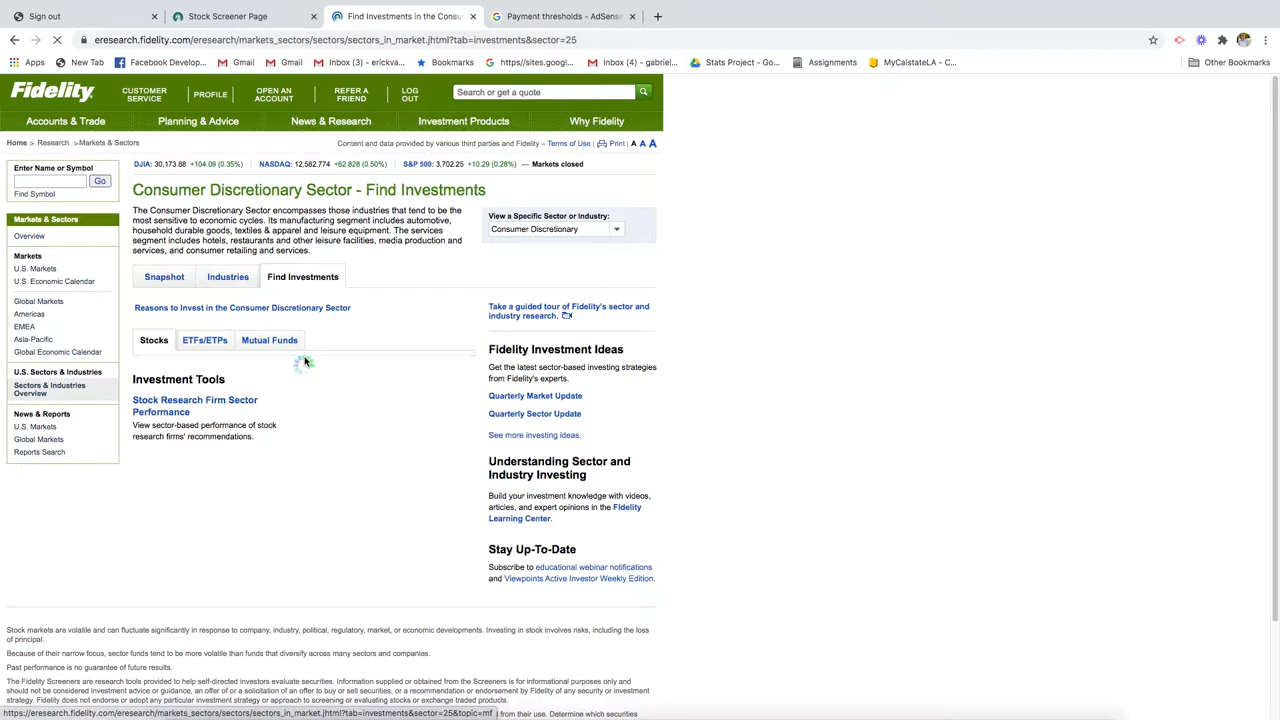 Sign out
Stock Screener Page
Find Investments in the Consu
Payment thresholds - AdSense
eresearch.fidelity.com/eresearch/markets_sectors/sectors/sectors_in_market.jhtml?tab=investments&sector=25
Apps
New Tab
Facebook Develop...
Gmail
Gmail
Inbox (3) - erickva...
Bookmarks
https//sites.googl...
Inbox (4) - gabriel...
Stats Project - Go...
Assignments
MyCalstateLA - C...
Other Bookmarks
Fidelity
CUSTOMER
SERVICE
PROFILE
OPEN AN
ACCOUNT
REFER A
FRIEND
LOG
OUT
Search or get a quote
Accounts & Trade
Planning & Advice
News & Research
Investment Products
Why Fidelity
Home > Research >Markets & Sectors
Content and data provided by various third parties and Fidelity – Terms of Use | Print | A A A
Enter Name or Symbol
Go
Find Symbol
DJIA: 30,173.88 +104.09 (0.35%) NASDAQ: 12,582.774 +62.828 (0.50%) S&P 500: 3,702.25 +10.29 (0.28%) — Markets closed
Consumer Discretionary Sector - Find Investments
The Consumer Discretionary Sector encompasses those industries that tend to be the
most sensitive to economic cycles. Its manufacturing segment includes automotive,
household durable goods, textiles & apparel and leisure equipment. The services
segment includes hotels, restaurants and other leisure facilities, media production and
services, and consumer retailing and services.
View a Specific Sector or Industry:
Consumer Discretionary
Markets & Sectors
Overview
Markets
U.S. Markets
U.S. Economic Calendar
Global Markets
Americas
EMEA
Asia-Pacific
Global Economic Calendar
U.S. Sectors & Industries
Sectors & Industries
Overview
News & Reports
U.S. Markets
Global Markets
Reports Search
Snapshot
Industries
Find Investments
Reasons to Invest in the Consumer Discretionary Sector
Stocks
ETFs/ETPs
Mutual Funds
Investment Tools
Stock Research Firm Sector
Performance
View sector-based performance of stock
research firms' recommendations.
Take a guided tour of Fidelity's sector and
industry research.
Fidelity Investment Ideas
Get the latest sector-based investing strategies
from Fidelity's experts.
Quarterly Market Update
Quarterly Sector Update
See more investing ideas.
Understanding Sector and
Industry Investing
Build your investment knowledge with videos,
articles, and expert opinions in the Fidelity
Learning Center.
Stay Up-To-Date
Subscribe to educational webinar notifications
and Viewpoints Active Investor Weekly Edition.
Stock markets are volatile and can fluctuate significantly in response to company, industry, political, regulatory, market, or economic developments. Investing in stock involves risks, including the loss
of principal.
Because of their narrow focus, sector funds tend to be more volatile than funds that diversify across many sectors and companies.
Past performance is no guarantee of future results.
The Fidelity Screeners are research tools provided to help self-directed investors evaluate securities. Information supplied or obtained from the Screeners is for informational purposes only and
should not be considered investment advice or guidance, an offer of or a solicitation of an offer to buy or sell securities, or a recommendation or endorsement by Fidelity of any security or investment
strategy. Fidelity does not endorse or adopt any particular investment strategy or approach to screening or evaluating stocks or exchange traded products.
https://eresearch.fidelity.com/eresearch/markets_sectors/sectors/sectors_in_market.jhtml?tab=investments&sector=25&topic=mf
from their use. Determine which securities